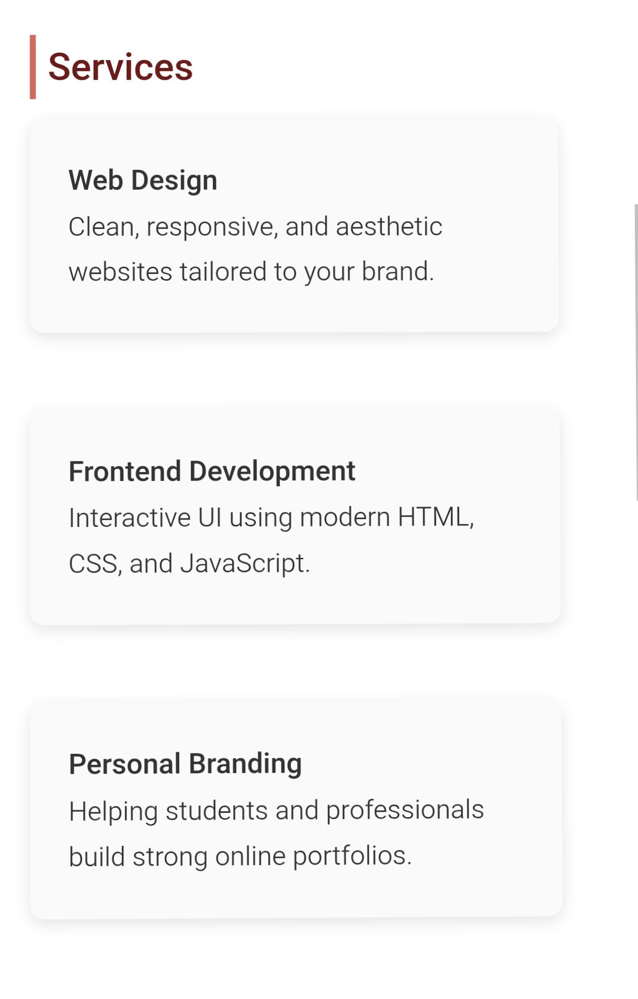 Services
Web Design
Clean, responsive, and aesthetic
websites tailored to your brand.
Frontend Development
Interactive UI using modern HTML,
CSS, and JavaScript.
Personal Branding
Helping students and professionals
build strong online portfolios.